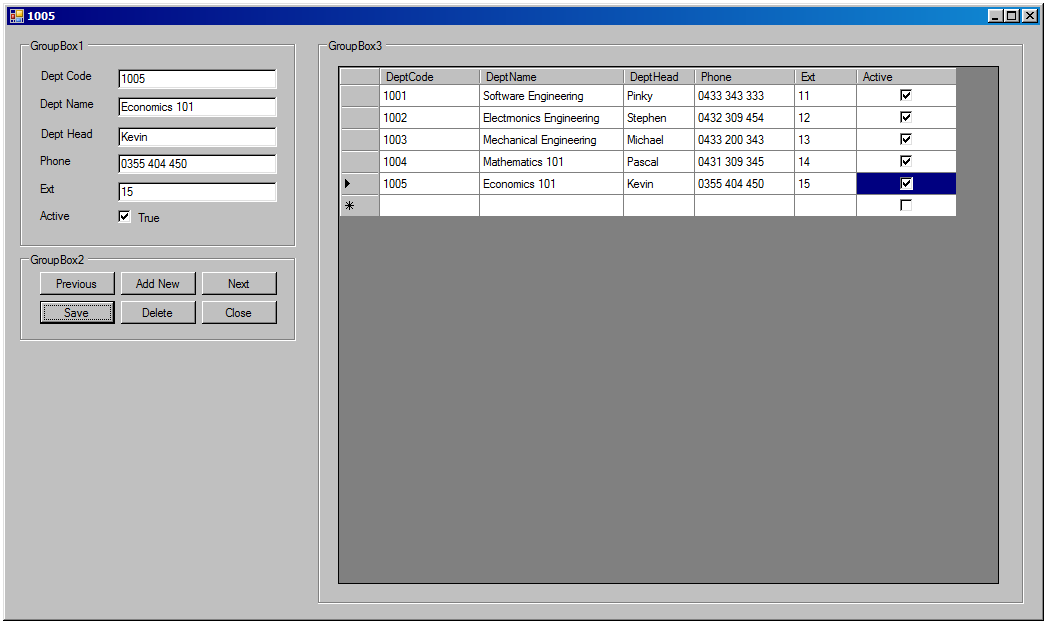 1005
GroupBox1
Dept Code 1005
Dept Name Economics 101
Dept Head Kevin
Phone 0355 404 450
Ext 15
Active True
GroupBox2
Previous Add New Next
Save Delete Close
GroupBox3
DeptCode DeptName DeptHead Phone Ext Active
1001 Software Engineering Pinky 0433 343 333 11
1002 Electrnonics Engineering Stephen 0432 309 454 12
1003 Mechanical Engineering Michael 0433 200 343 13
1004 Mathematics 101 Pascal 0431 309 345 14
1005 Economics 101 Kevin 0355 404 450 15